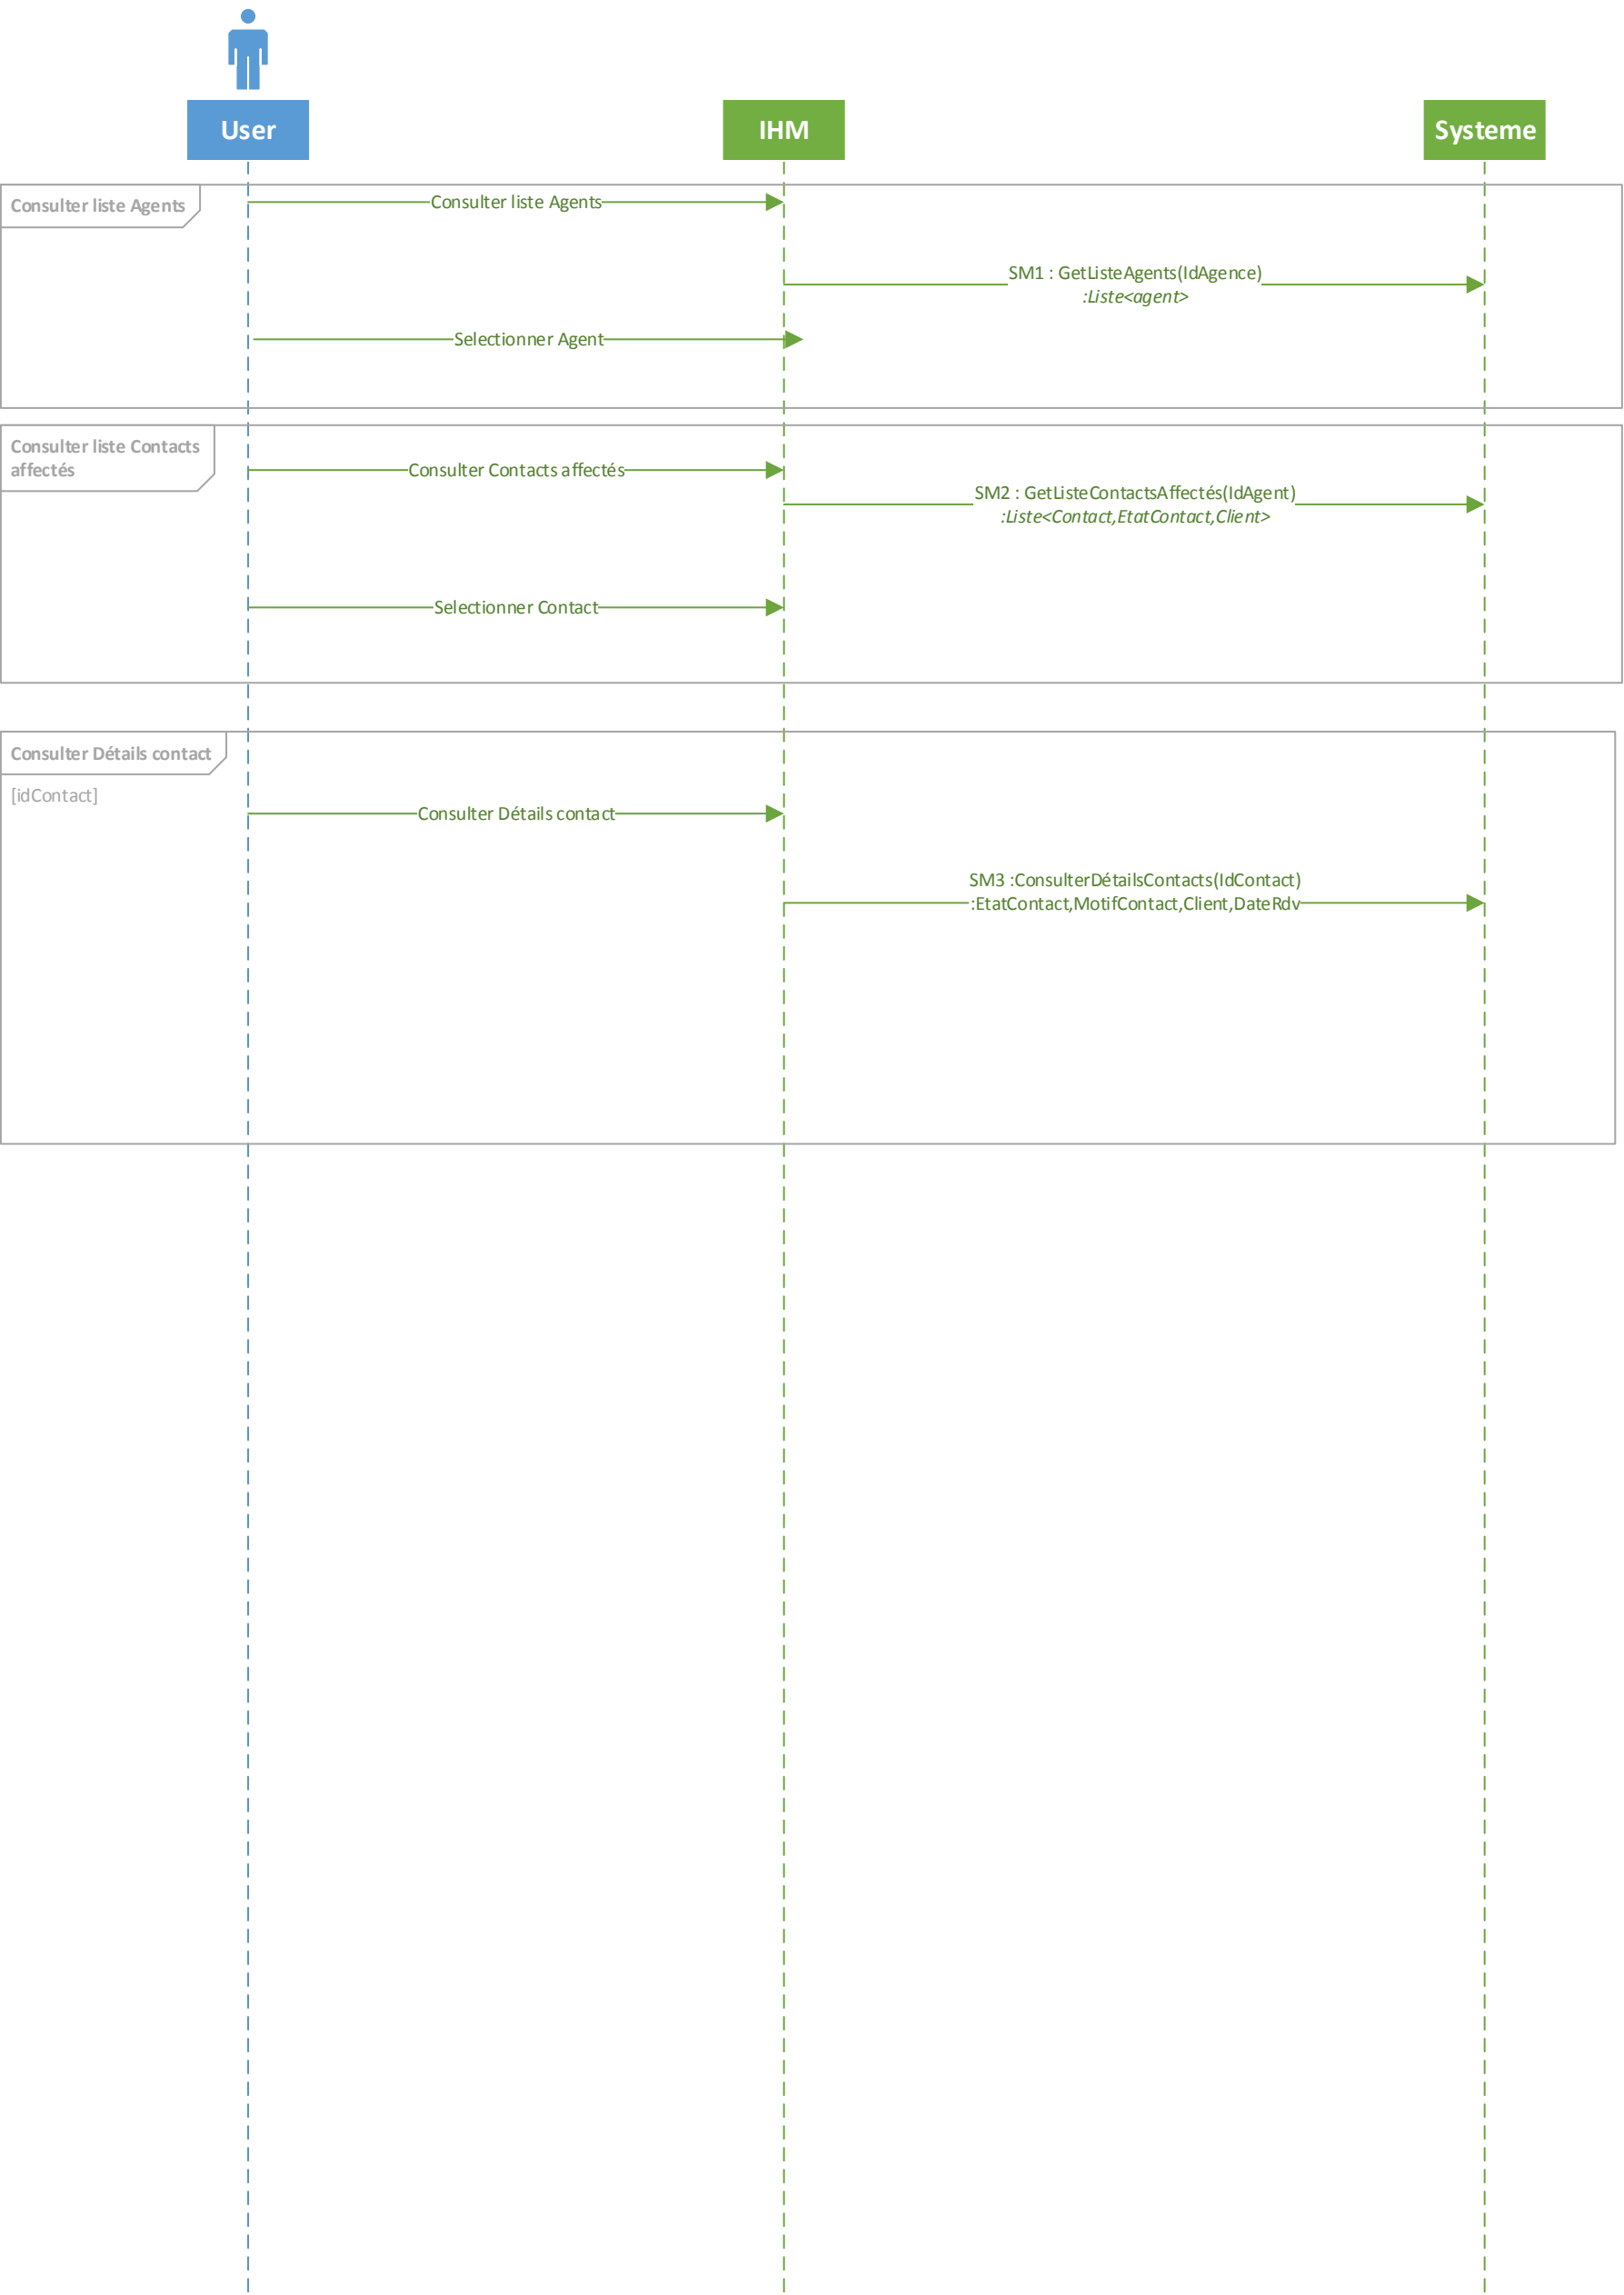 User
IHM
Systeme
Consulter liste Agents
Consulter liste Agents
SM1 : GetListeAgents(IdAgence)
:Liste<agent>
Selectionner Agent
Consulter liste Contacts
affectés
Consulter Contacts affectés
SM2 : GetListeContactsAffectés(IdAgent)
:Liste<Contact,EtatContact,Client>
Selectionner Contact
Consulter Détails contact
[idContact]
Consulter Détails contact
SM3 :ConsulterDétailsContacts(IdContact)
:EtatContact,MotifContact,Client,DateRdv